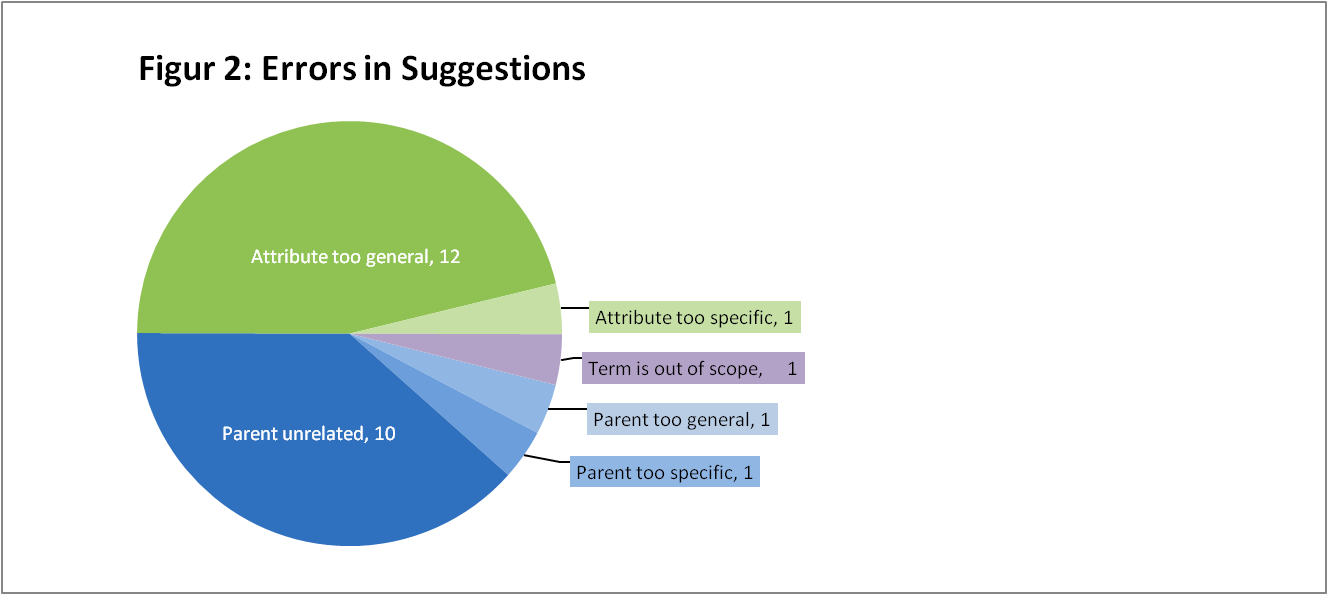 Figur 2: Errors in Suggestions
Attribute too general, 12
Attribute too specific, 1
Term is out of scope, 1
Parent too general, 1
Parent unrelated, 10
Parent too specific, 1